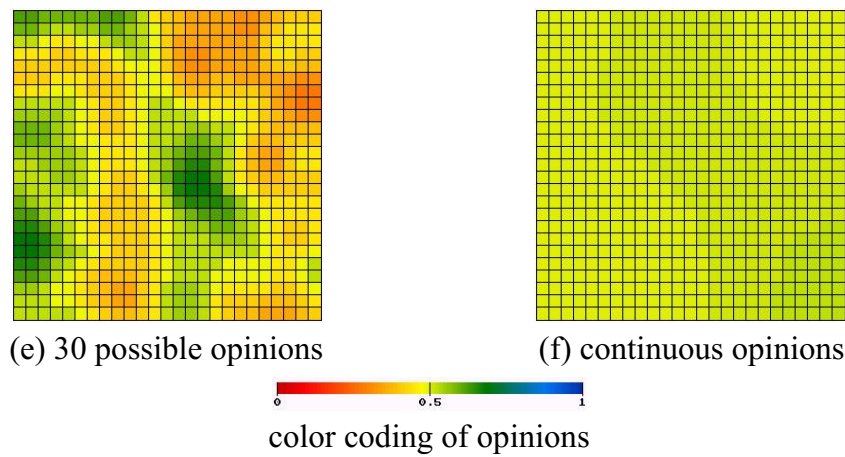 (e) 30 possible opinions
(f) continuous opinions
0 0.5 1
color coding of opinions